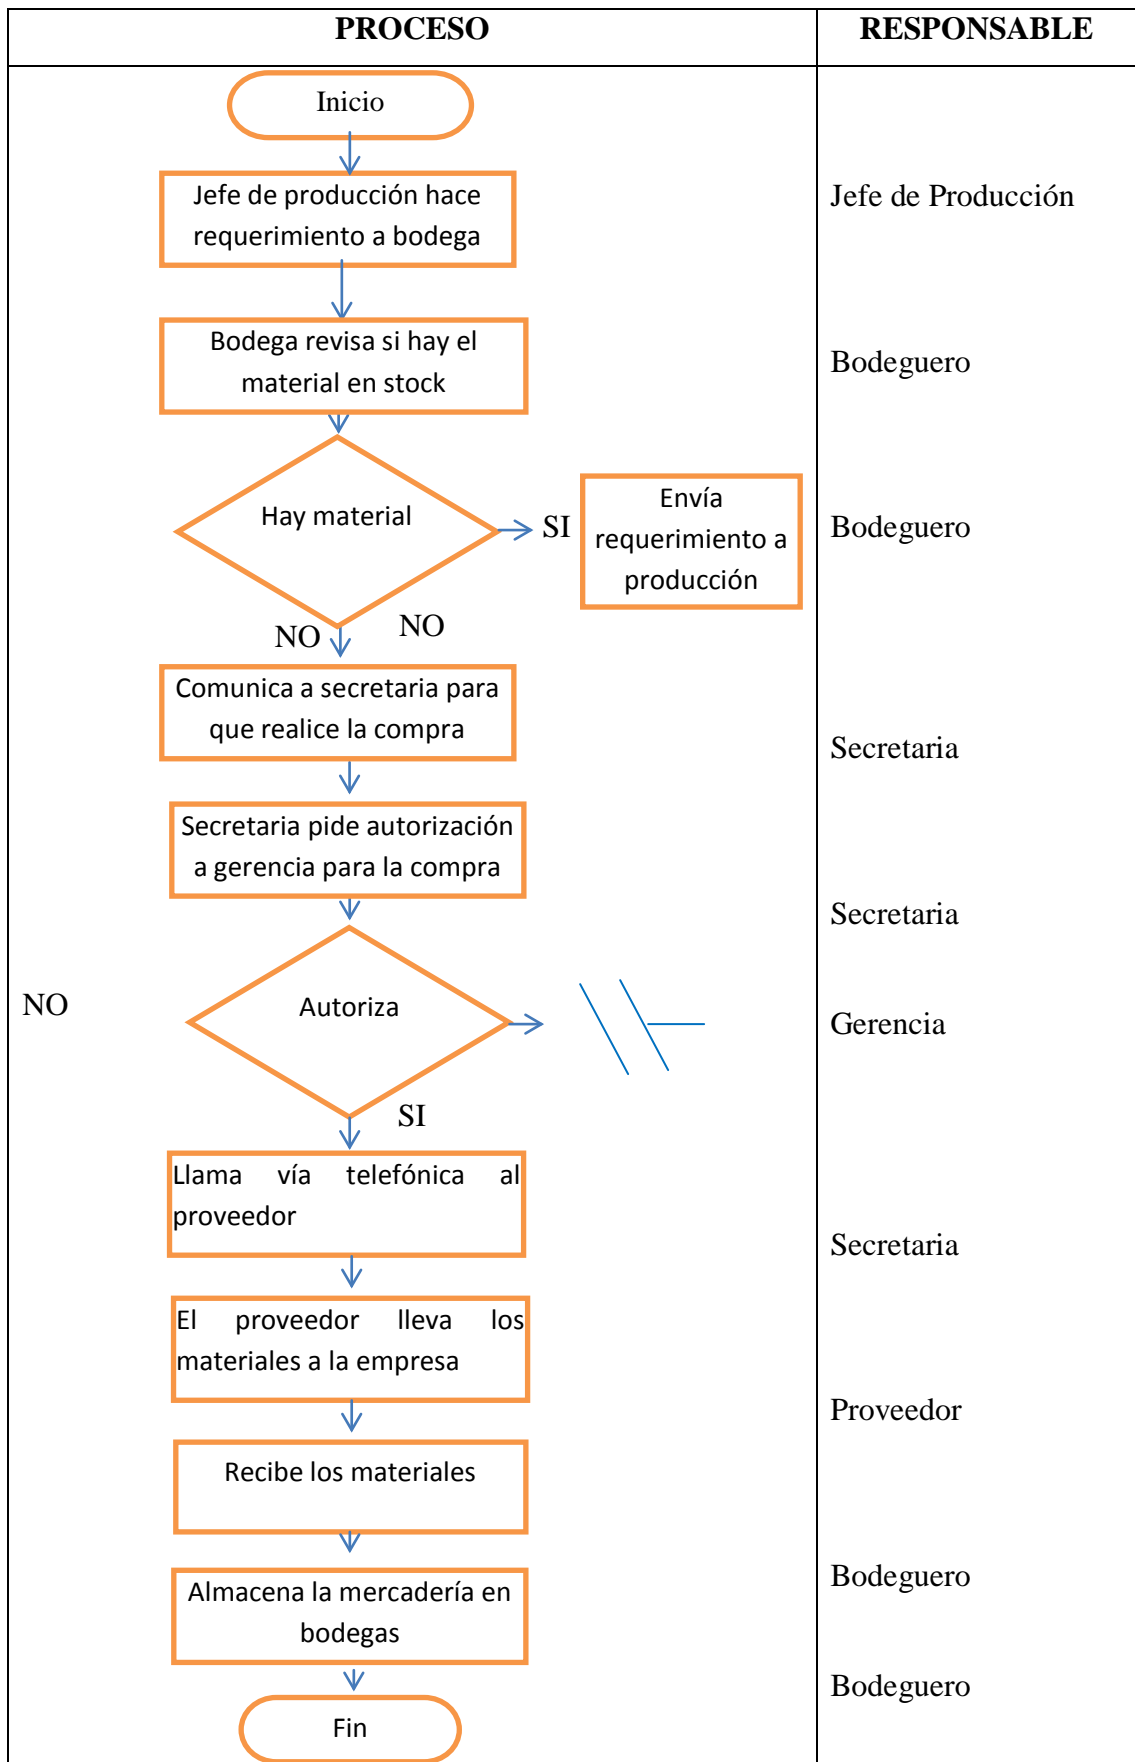 PROCESO
RESPONSABLE
Inicio
Jefe de producción hace
requerimiento a bodega
Jefe de Producción
Bodega revisa si hay el
material en stock
Bodeguero
Hay material
SI
Envía
requerimiento a
producción
Bodeguero
NO
NO
Comunica a secretaria para
que realice la compra
Secretaria
Secretaria pide autorización
a gerencia para la compra
Secretaria
NO
Autoriza
Gerencia
SI
Llama vía telefónica al
proveedor
Secretaria
El proveedor lleva los
materiales a la empresa
Proveedor
Recibe los materiales
Bodeguero
Almacena la mercadería en
bodegas
Bodeguero
Fin